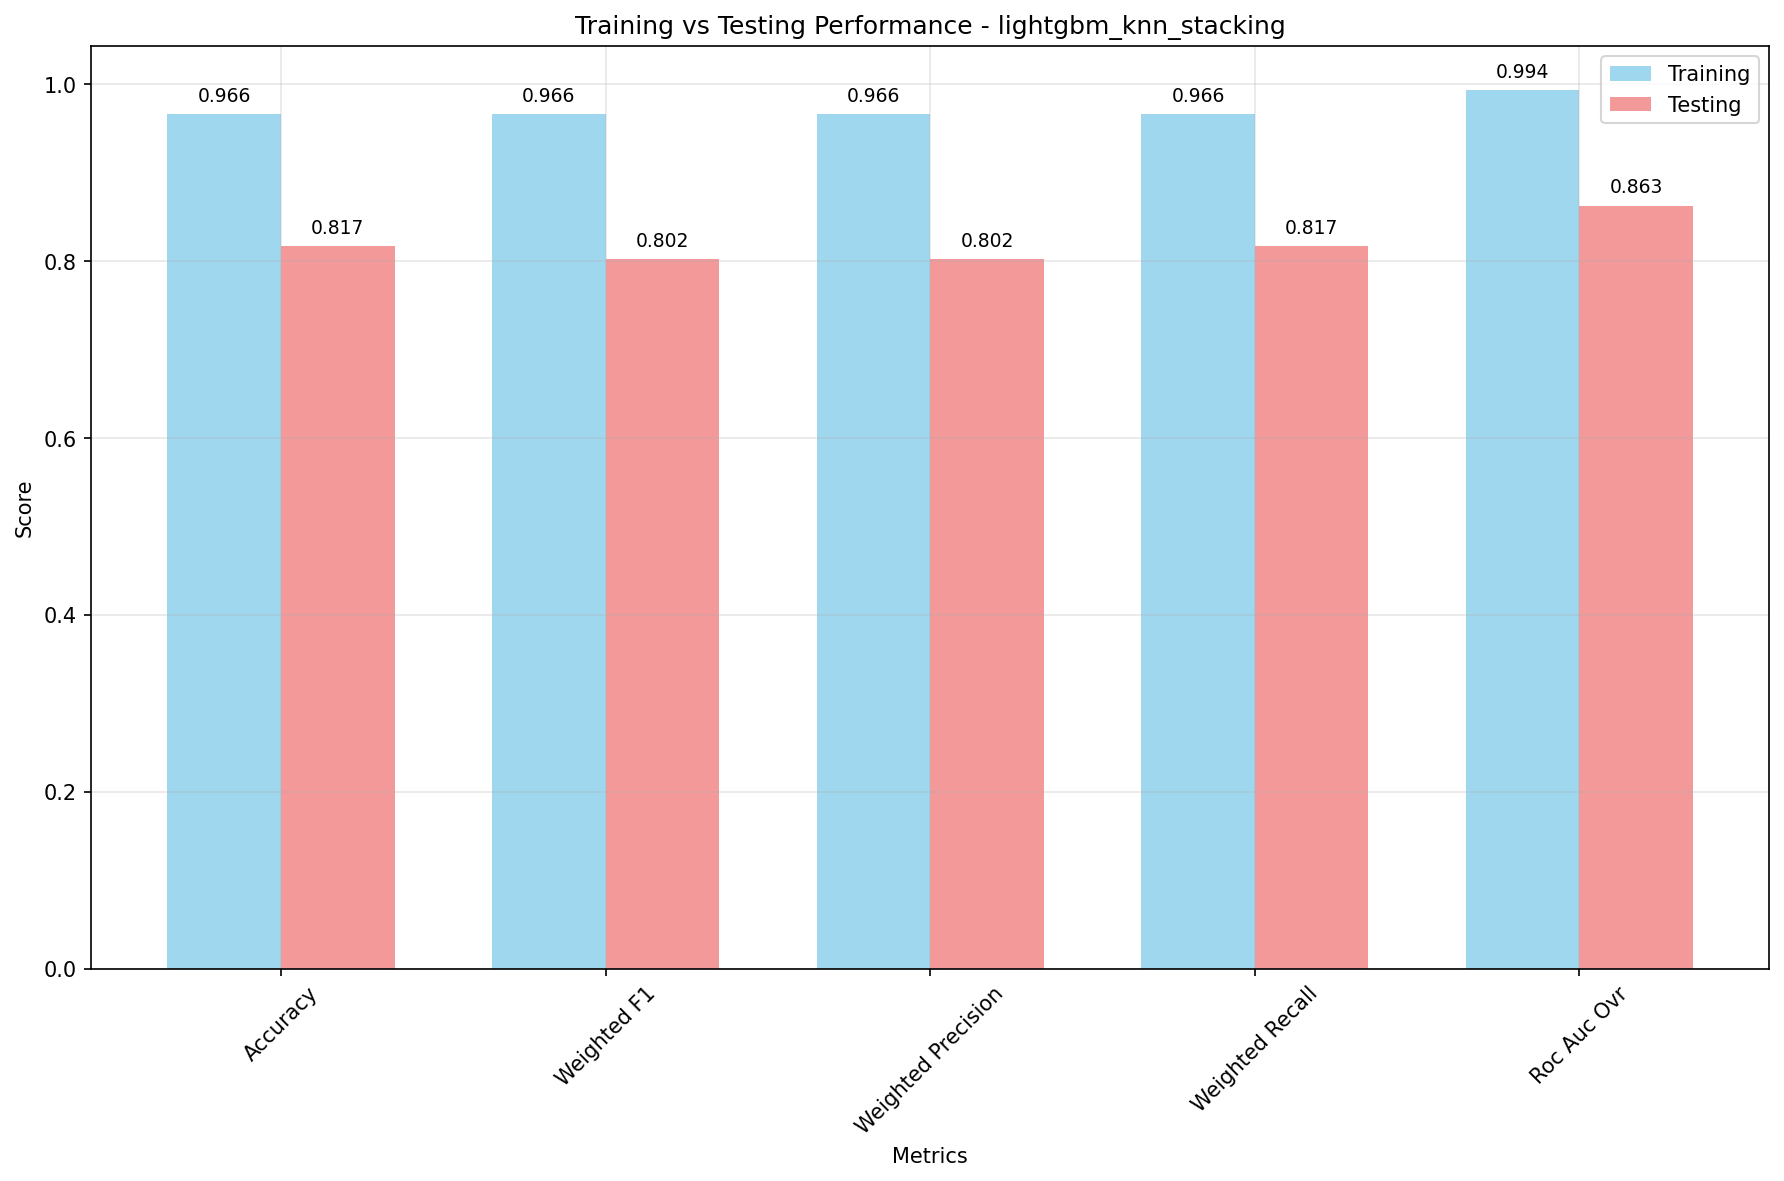 Training vs Testing Performance - lightgbm_knn_stacking
Training
Testing
0.966
0.817
0.966
0.802
0.966
0.802
0.966
0.817
0.994
0.863
Score
1.0
0.8
0.6
0.4
0.2
0.0
Accuracy
Weighted F1
Weighted Precision
Weighted Recall
Roc Auc Ovr
Metrics